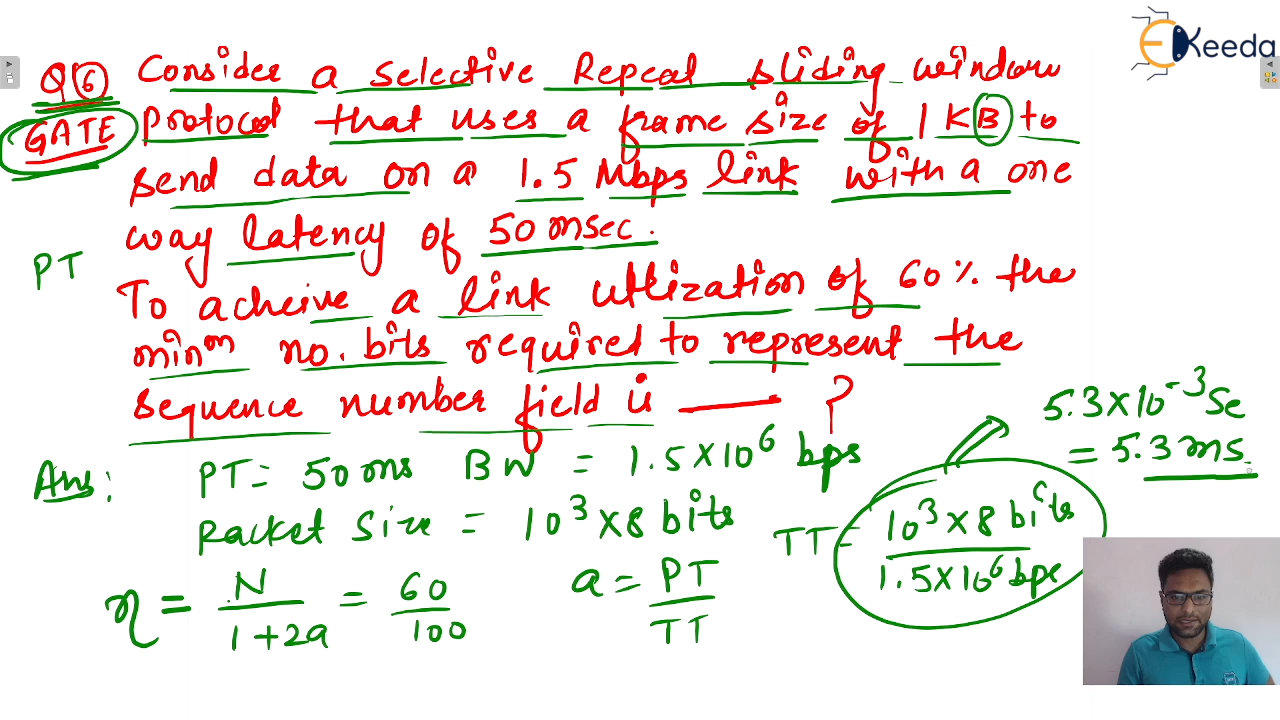 EKeeda
Q⑥ Consider a Selective Repeat sliding window
GATE protocol that uses a frame size of 1 KB to
send data on a 1.5 Mbps link with a one
way latency of 50 msec.
PT
To acheive a link utilization of 60% the
minᵐ no. bits required to represent the
sequence number field is ___ ?
5.3×10⁻³ Se
= 5.3 ms
Ans: PT = 50 ms BW = 1.5×10⁶ bps
Packet Size = 10³ × 8 bits
TT = 10³ × 8 bits / 1.5×10⁶ bps
η = N / 1+2a = 60 / 100
a = PT / TT